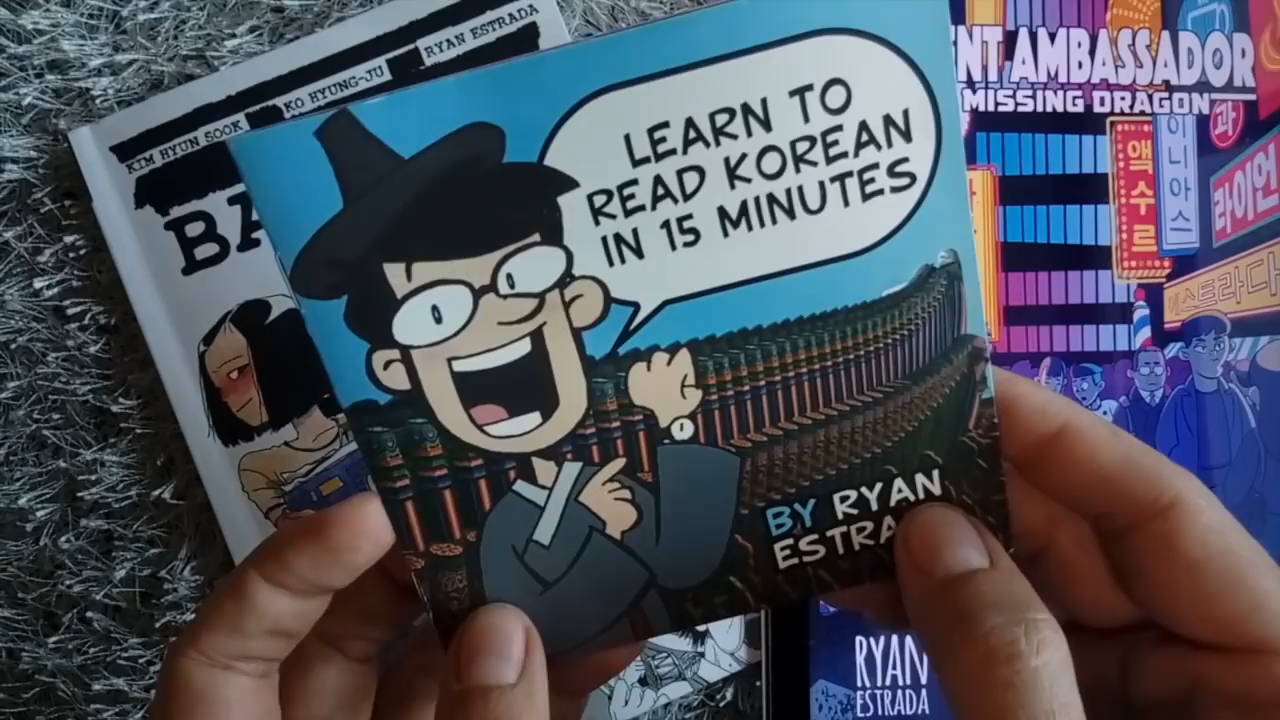 KIM HYUN SOOK
KO HYUNG-JU
RYAN ESTRADA
BA
LEARN TO
READ KOREAN
IN 15 MINUTES
BY RYAN
ESTRA
NT AMBASSADOR
MISSING DRAGON
과
액수르
이니아스
라이언
에스트라다
RYAN
ESTRADA